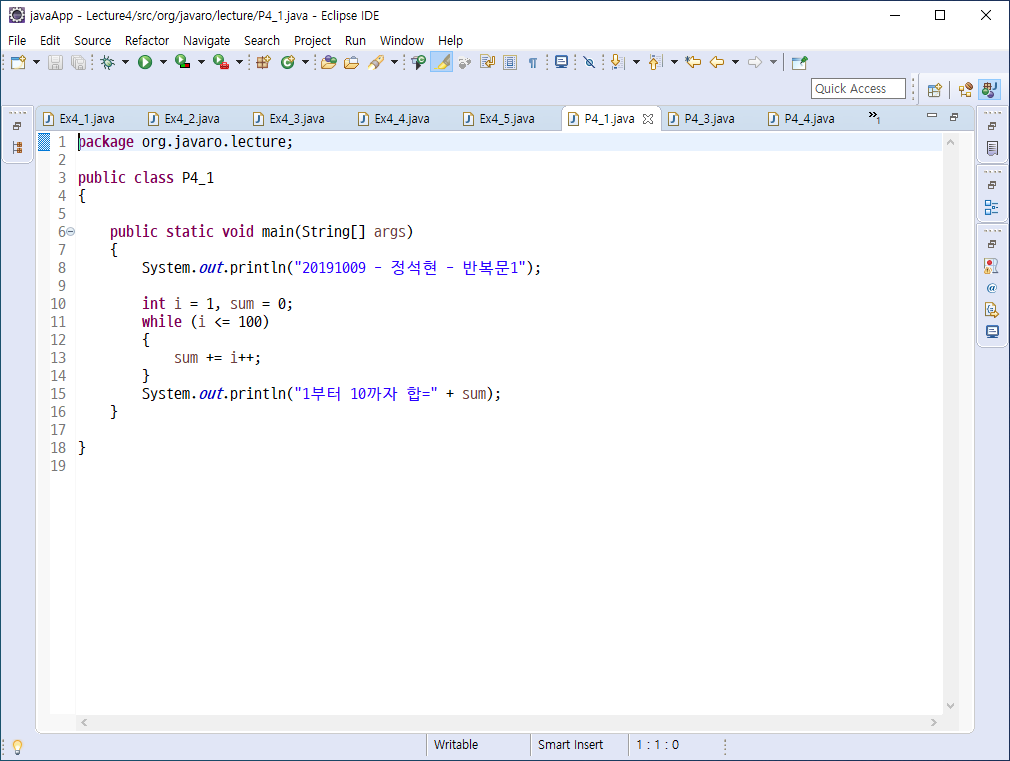 javaApp - Lecture4/src/org/javaro/lecture/P4_1.java - Eclipse IDE
File Edit Source Refactor Navigate Search Project Run Window Help
Quick Access
Ex4_1.java Ex4_2.java Ex4_3.java Ex4_4.java Ex4_5.java P4_1.java P4_3.java P4_4.java »1
1 package org.javaro.lecture;
2
3 public class P4_1
4 {
5
6 public static void main(String[] args)
7 {
8 System.out.println("20191009 - 정석현 - 반복문1");
9
10 int i = 1, sum = 0;
11 while (i <= 100)
12 {
13 sum += i++;
14 }
15 System.out.println("1부터 10까자 합=" + sum);
16 }
17
18 }
19
Writable Smart Insert 1 : 1 : 0